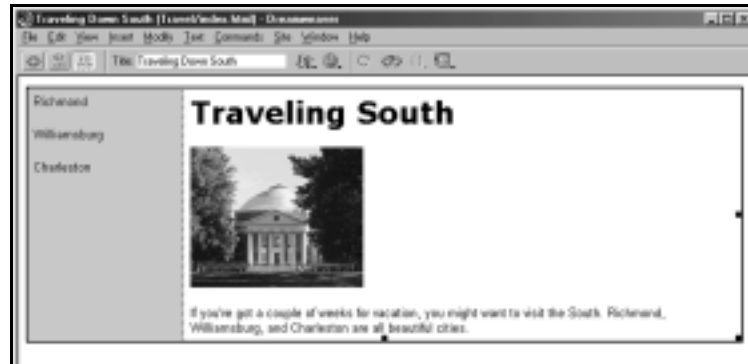 Traveling Down South (Travel/index.html) - Dreamweaver
File Edit View Insert Modify Text Commands Site Window Help
Title: Traveling Down South
Richmond
Williamsburg
Charleston
Traveling South
If you're got a couple of weeks for vacation, you might want to visit the South. Richmond,
Williamsburg, and Charleston are all beautiful cities.